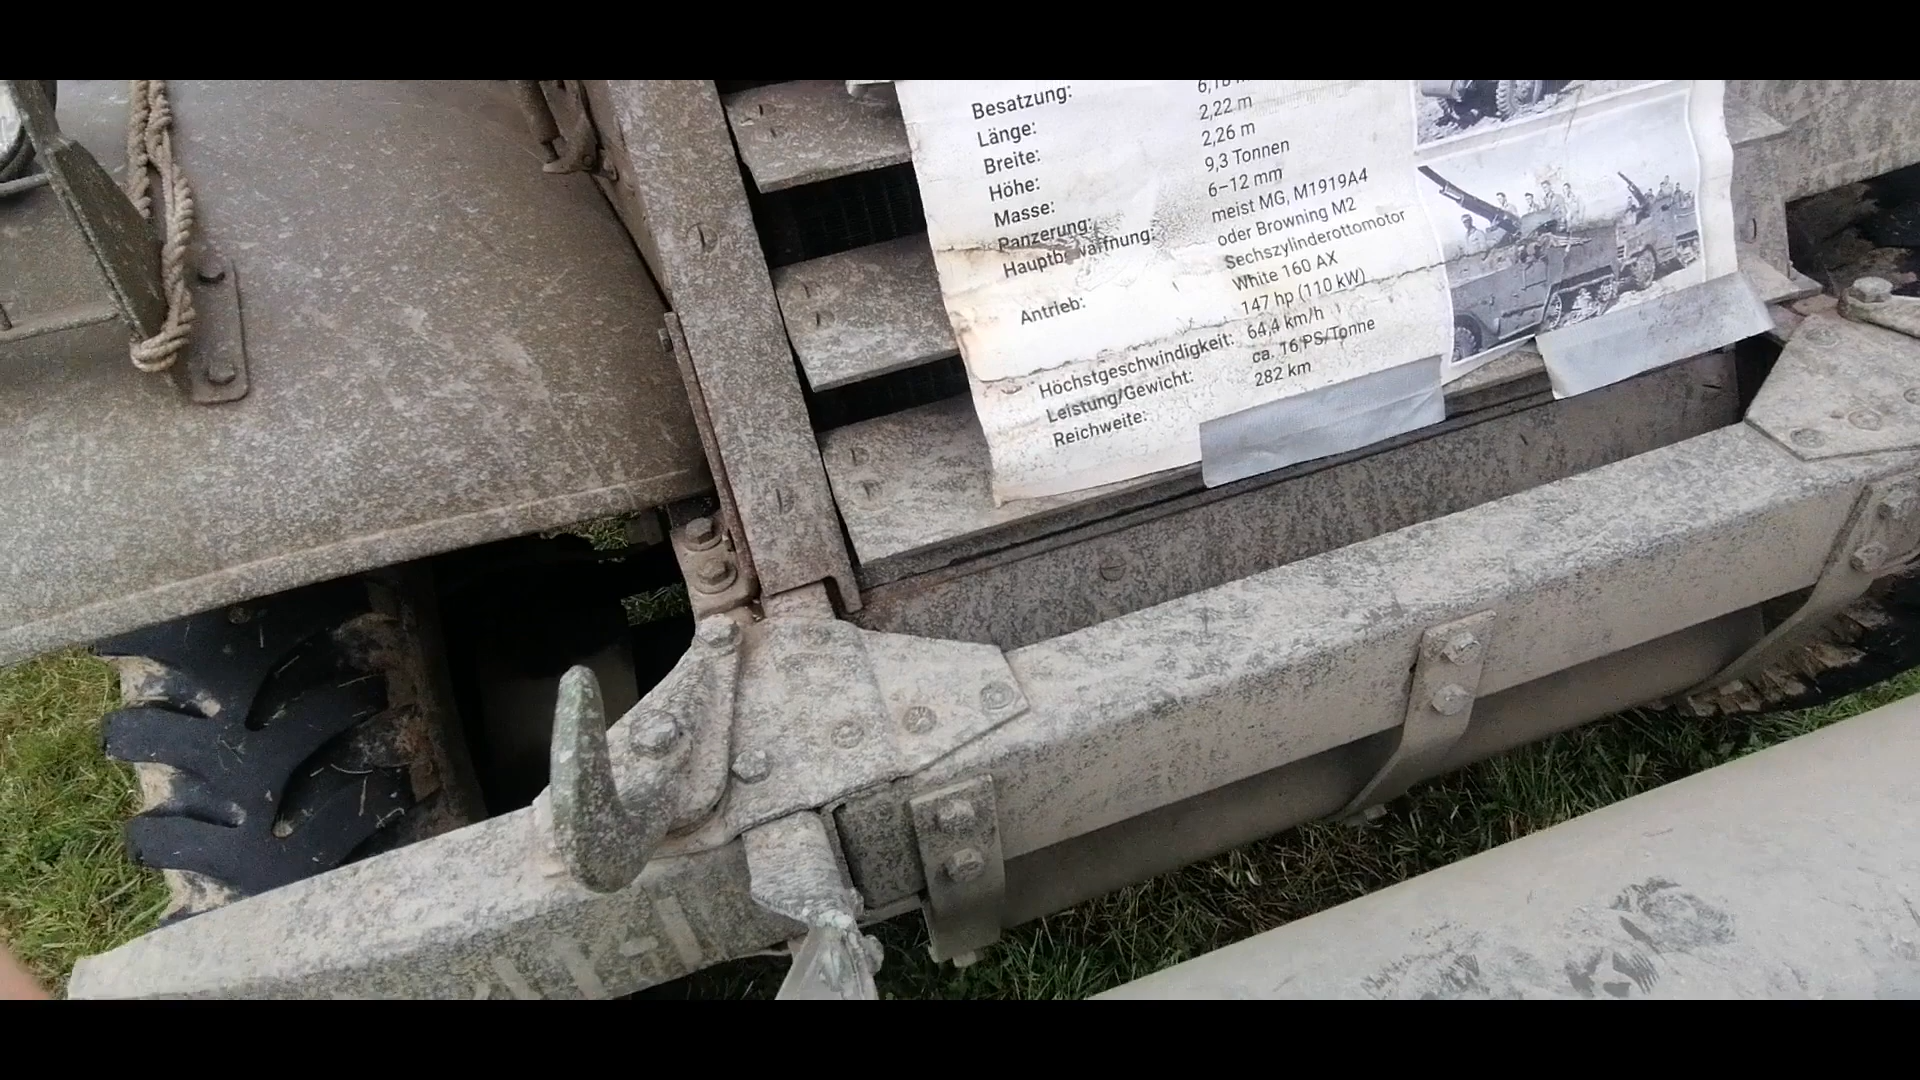 Besatzung:
Länge: 2,22 m
Breite: 2,26 m
Höhe: 9,3 Tonnen
Masse: 6–12 mm
Panzerung: meist MG, M1919A4
Hauptbewaffnung: oder Browning M2
Sechszylinderottomotor
Antrieb: White 160 AX
147 hp (110 kW)
Höchstgeschwindigkeit: 64,4 km/h
Leistung/Gewicht: ca. 16 PS/Tonne
Reichweite: 282 km